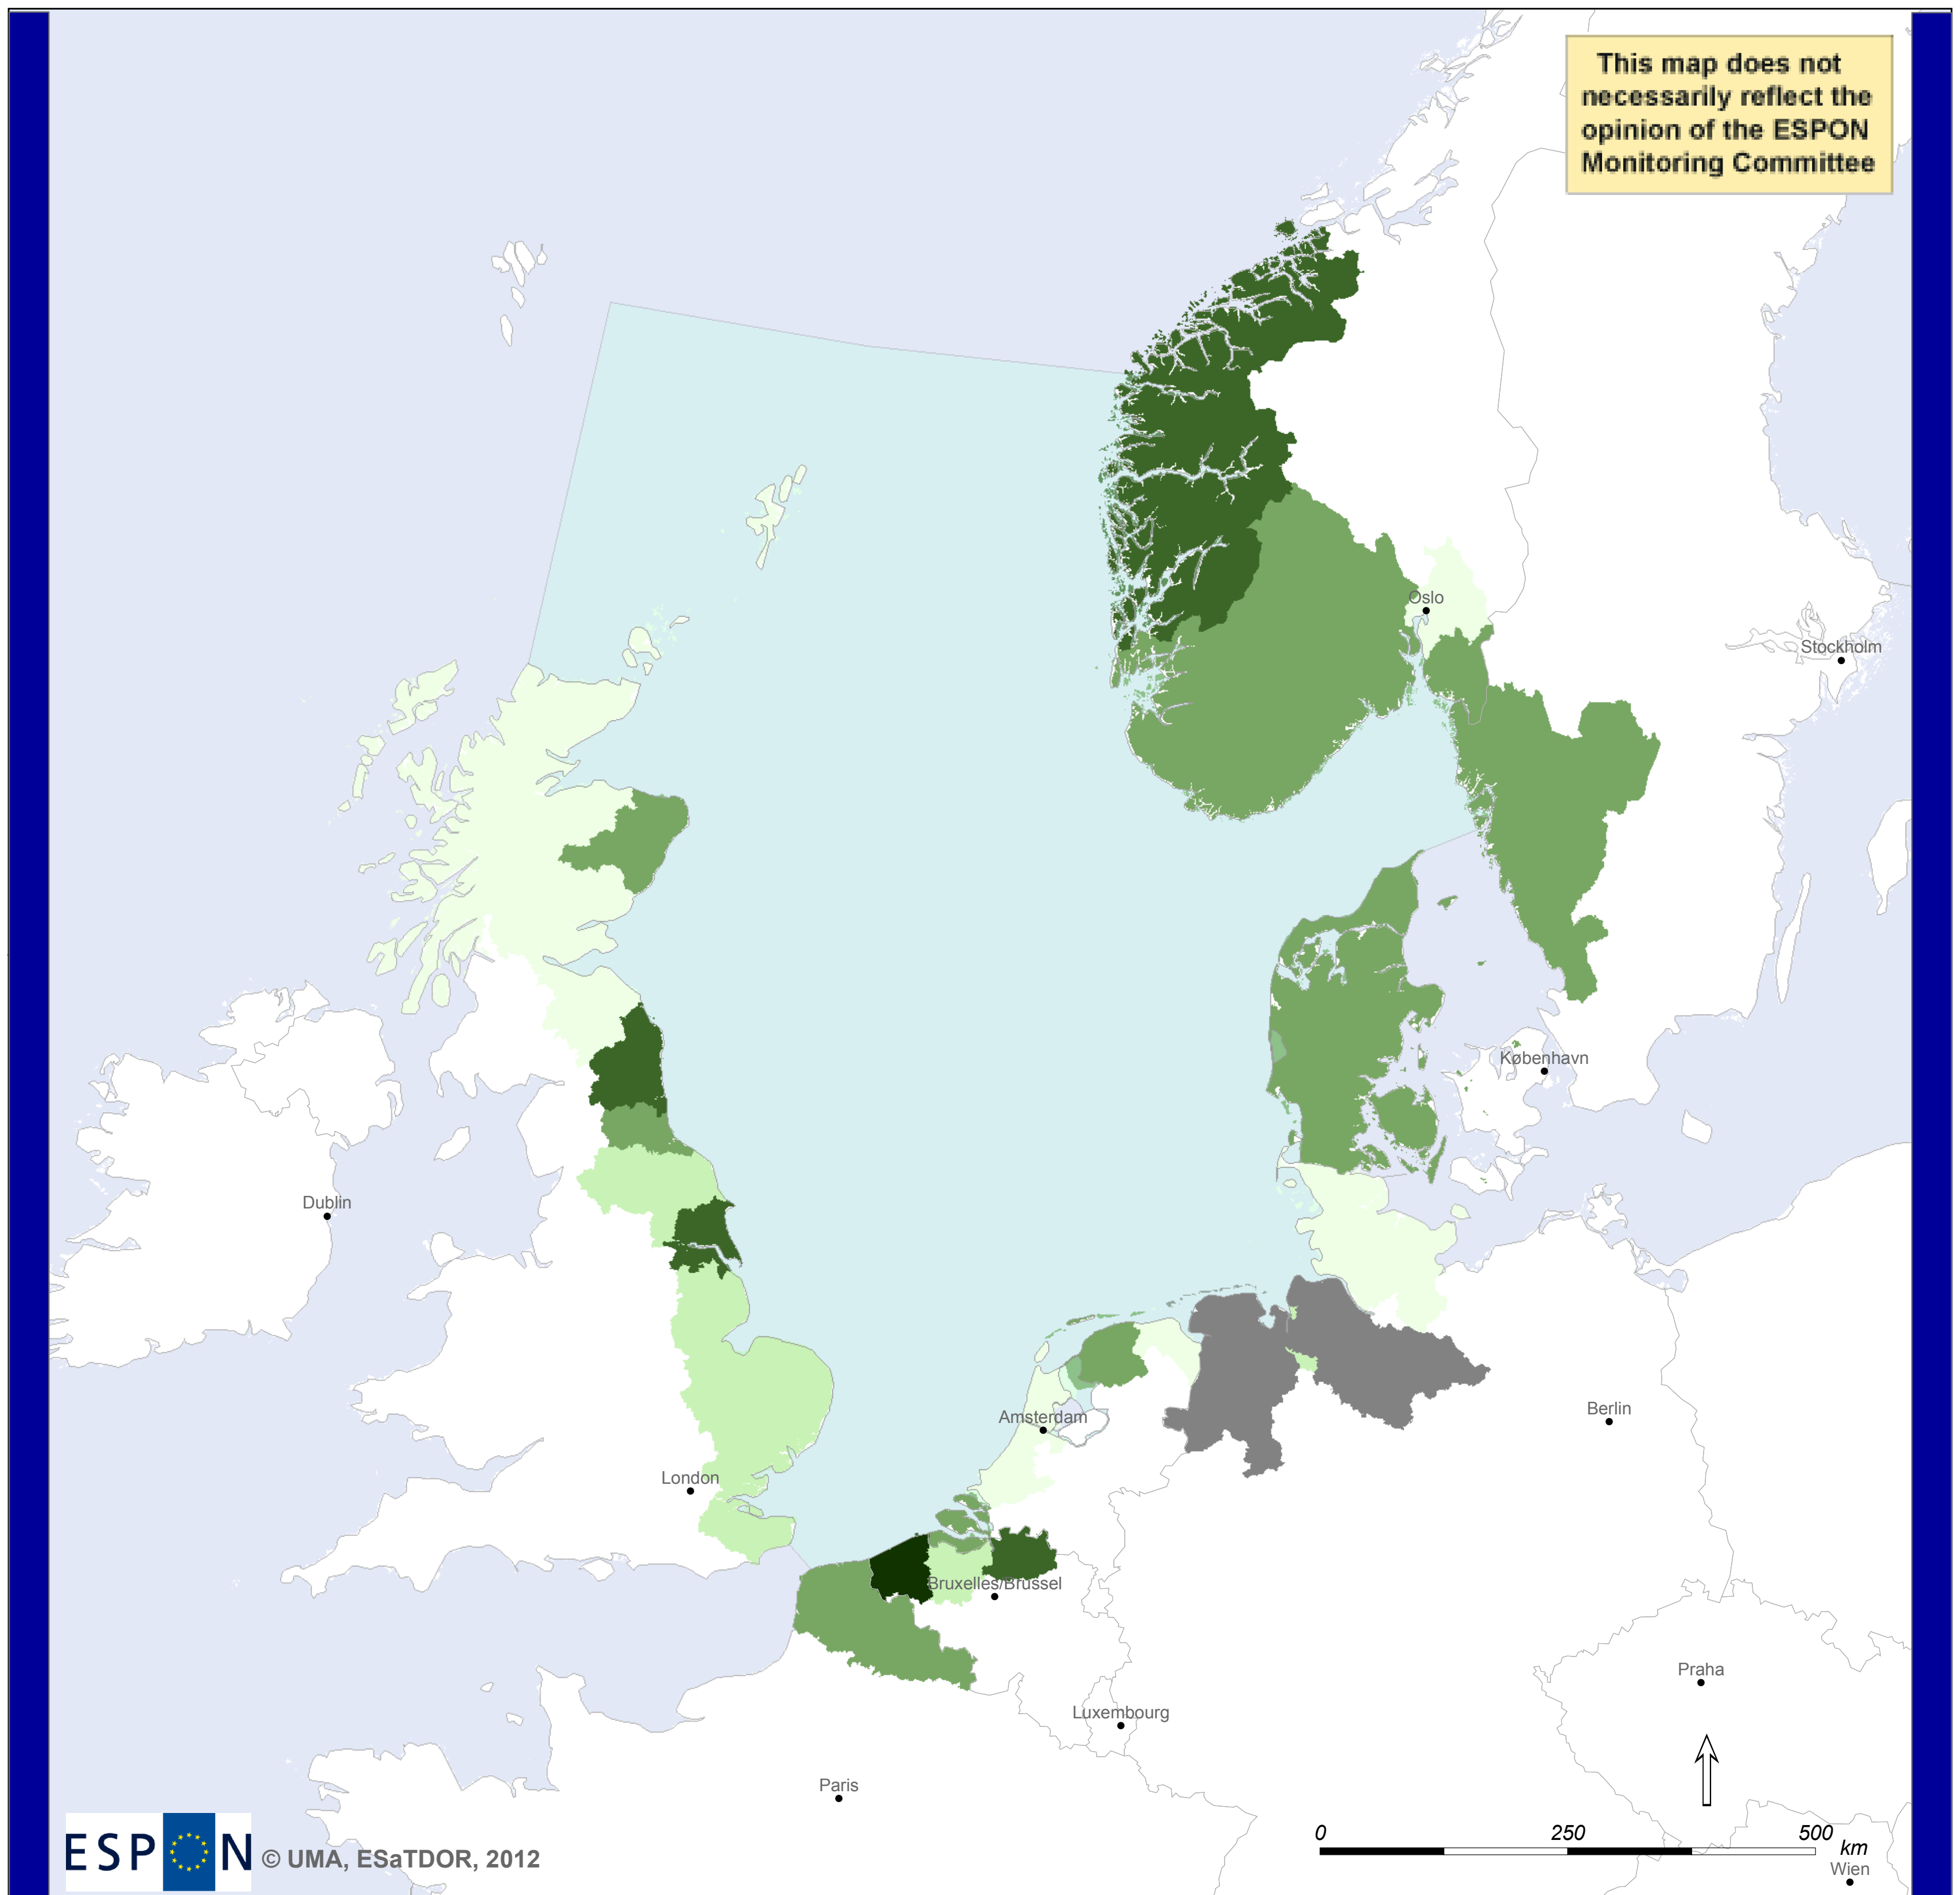 This map does not
necessarily reflect the
opinion of the ESPON
Monitoring Committee
Oslo
Stockholm
København
Dublin
Berlin
Amsterdam
London
Bruxelles/Brussel
Praha
Luxembourg
Paris
0 250 500
km
Wien
ESPON © UMA, ESaTDOR, 2012